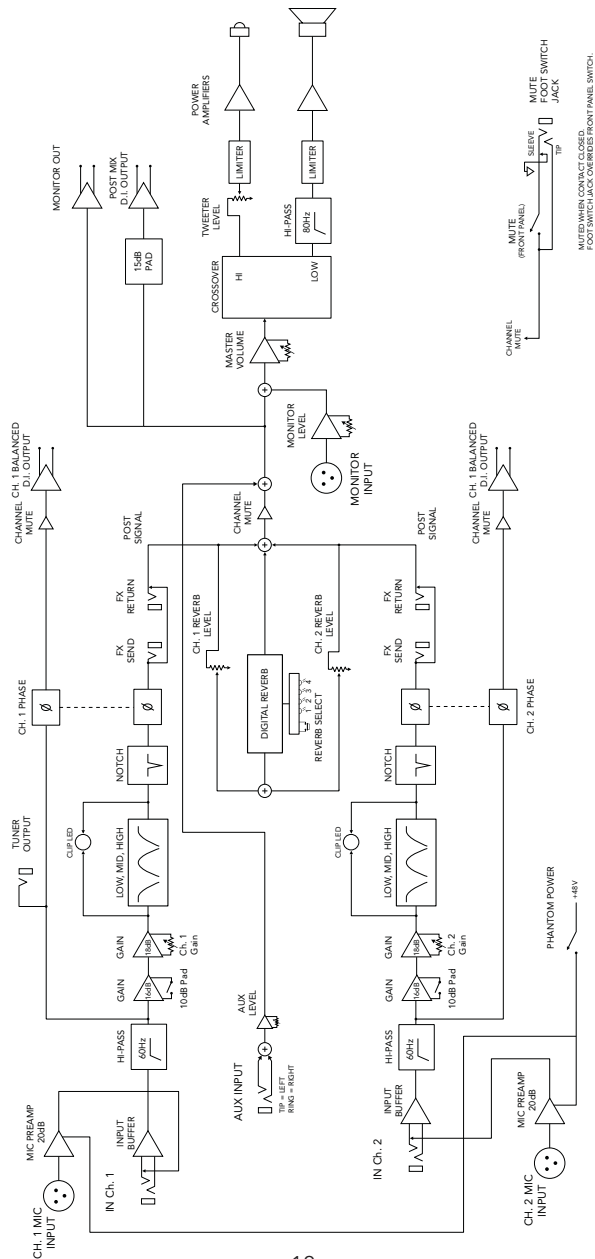 CH. 1 MIC
INPUT
MIC PREAMP
20dB
IN Ch. 1
INPUT
BUFFER
HI-PASS
60Hz
TUNER
OUTPUT
GAIN
16dB
10dB Pad
GAIN
18dB
Ch. 1
Gain
CLIP LED
LOW, MID, HIGH
NOTCH
CH. 1 PHASE
Ø
Ø
FX
SEND
FX
RETURN
POST
SIGNAL
CHANNEL
MUTE
CH. 1 BALANCED
D.I. OUTPUT
AUX INPUT
TIP = LEFT
RING = RIGHT
AUX
LEVEL
CH. 1 REVERB
LEVEL
DIGITAL REVERB
1 2 3 4
REVERB SELECT
CH. 2 REVERB
LEVEL
CHANNEL
MUTE
MONITOR
INPUT
MONITOR
LEVEL
MASTER
VOLUME
CROSSOVER
HI
LOW
MONITOR OUT
15dB
PAD
POST MIX
D.I. OUTPUT
TWEETER
LEVEL
LIMITER
POWER
AMPLIFIERS
HI-PASS
80Hz
LIMITER
IN Ch. 2
INPUT
BUFFER
CH. 2 MIC
INPUT
MIC PREAMP
20dB
HI-PASS
60Hz
GAIN
16dB
10dB Pad
GAIN
18dB
Ch. 2
Gain
CLIP LED
LOW, MID, HIGH
NOTCH
Ø
Ø
CH. 2 PHASE
FX
SEND
FX
RETURN
POST
SIGNAL
CHANNEL
MUTE
CH. 1 BALANCED
D.I. OUTPUT
PHANTOM POWER
+48V
CHANNEL
MUTE
MUTE
(FRONT PANEL)
SLEEVE
TIP
MUTE
FOOT SWITCH
JACK
MUTED WHEN CONTACT CLOSED.
FOOT SWITCH JACK OVERRIDES FRONT PANEL SWITCH.